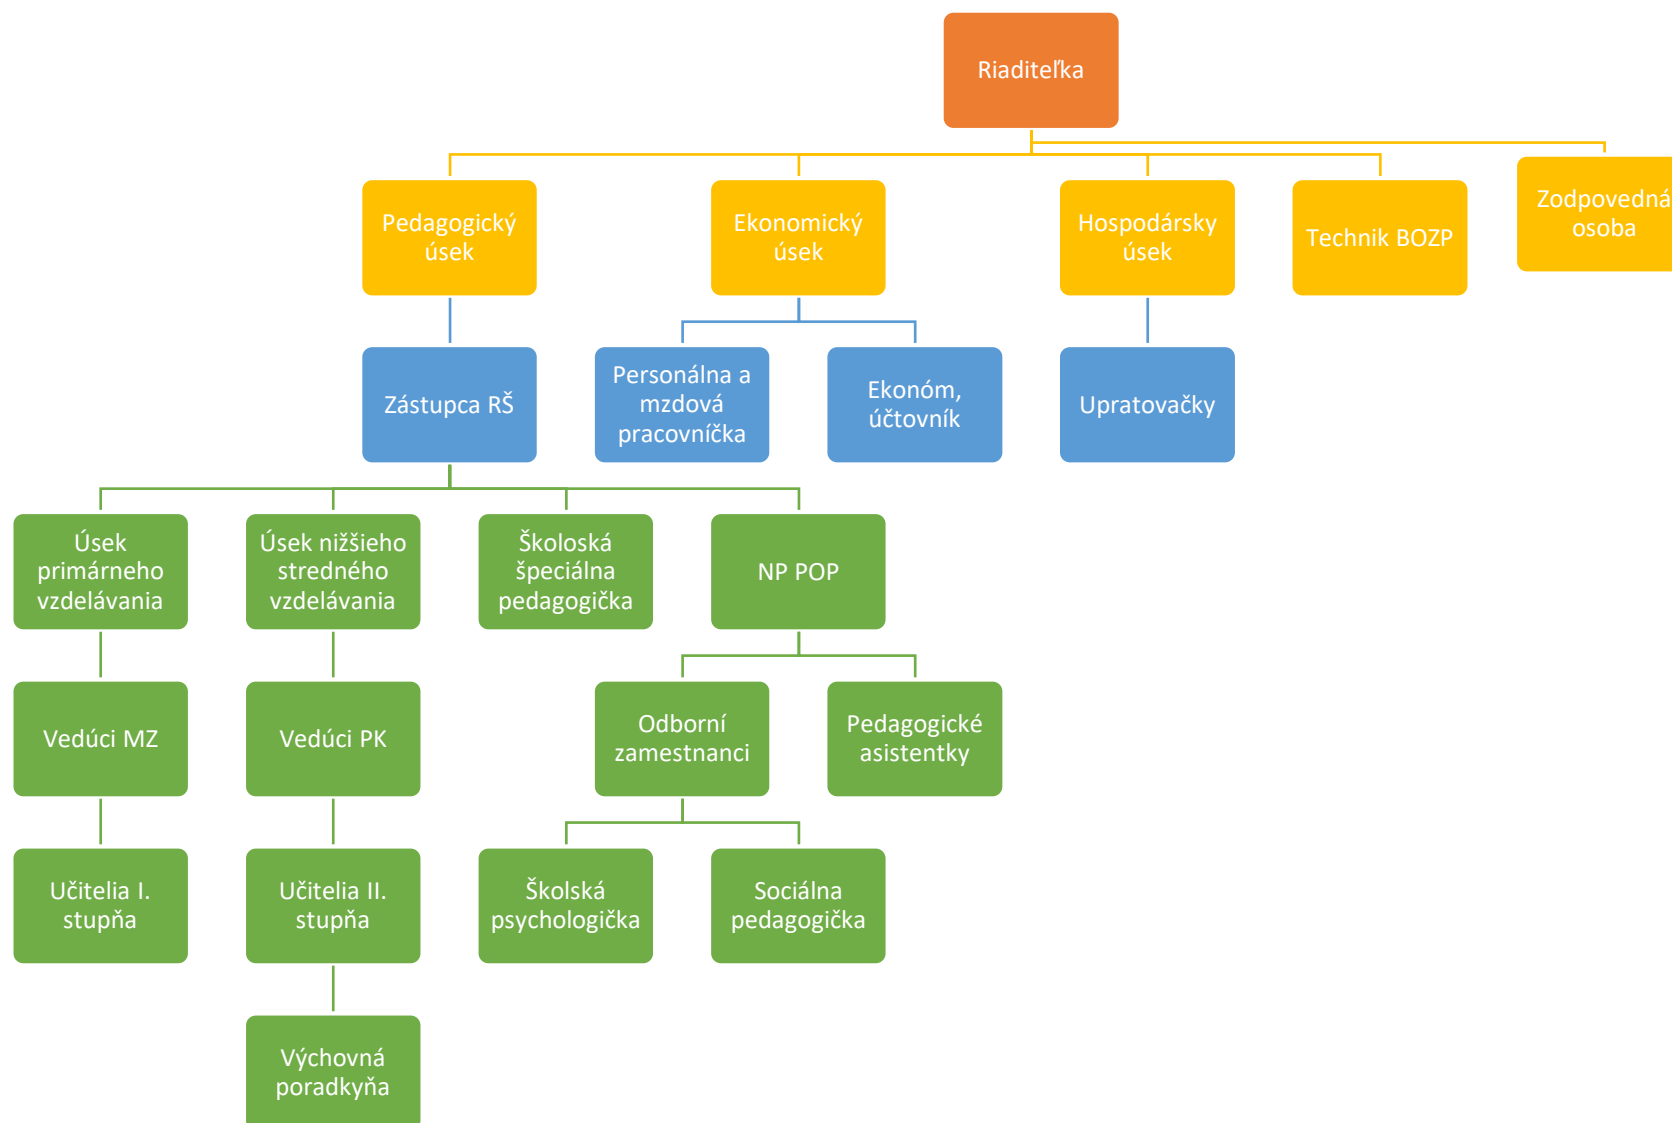 Riaditeľka
Pedagogický
úsek
Ekonomický
úsek
Hospodársky
úsek
Technik BOZP
Zodpovedná
osoba
Zástupca RŠ
Personálna a
mzdová
pracovníčka
Ekonóm,
účtovník
Upratovačky
Úsek
primárneho
vzdelávania
Úsek nižšieho
stredného
vzdelávania
Školoská
špeciálna
pedagogička
NP POP
Vedúci MZ
Vedúci PK
Odborní
zamestnanci
Pedagogické
asistentky
Učitelia I.
stupňa
Učitelia II.
stupňa
Školská
psychologička
Sociálna
pedagogička
Výchovná
poradkyňa